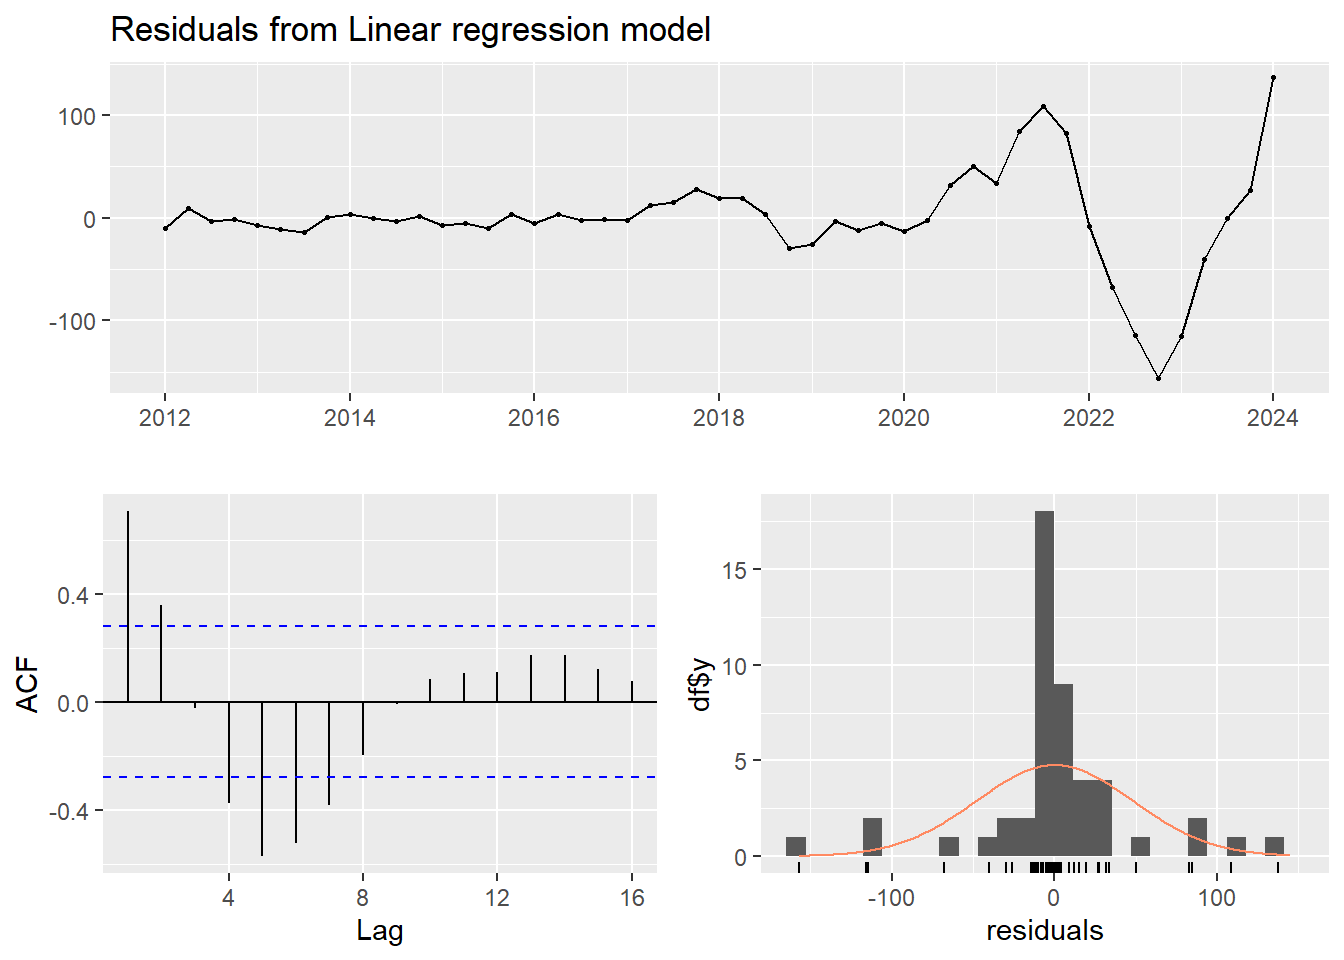 Residuals from Linear regression model
100
0
-100
2012 2014 2016 2018 2020 2022 2024
ACF
0.4
0.0
-0.4
4 8 12 16
Lag
df$y
15
10
5
0
-100 0 100
residuals